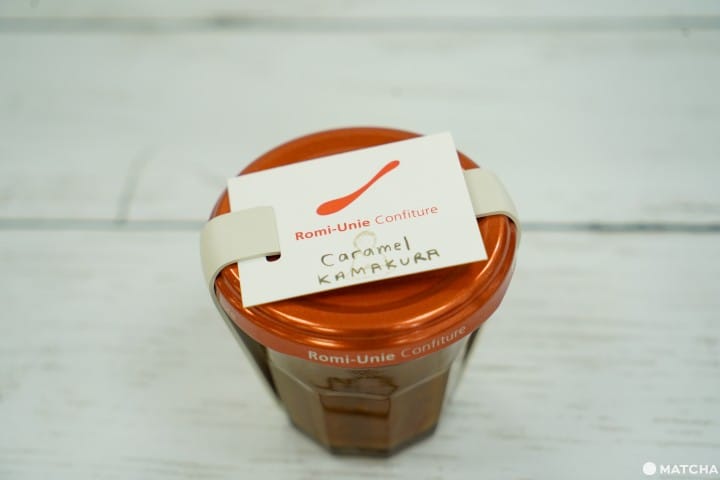 Romi-Unie Confiture
Caramel
KAMAKURA
Romi-Unie Confiture
MATCHA